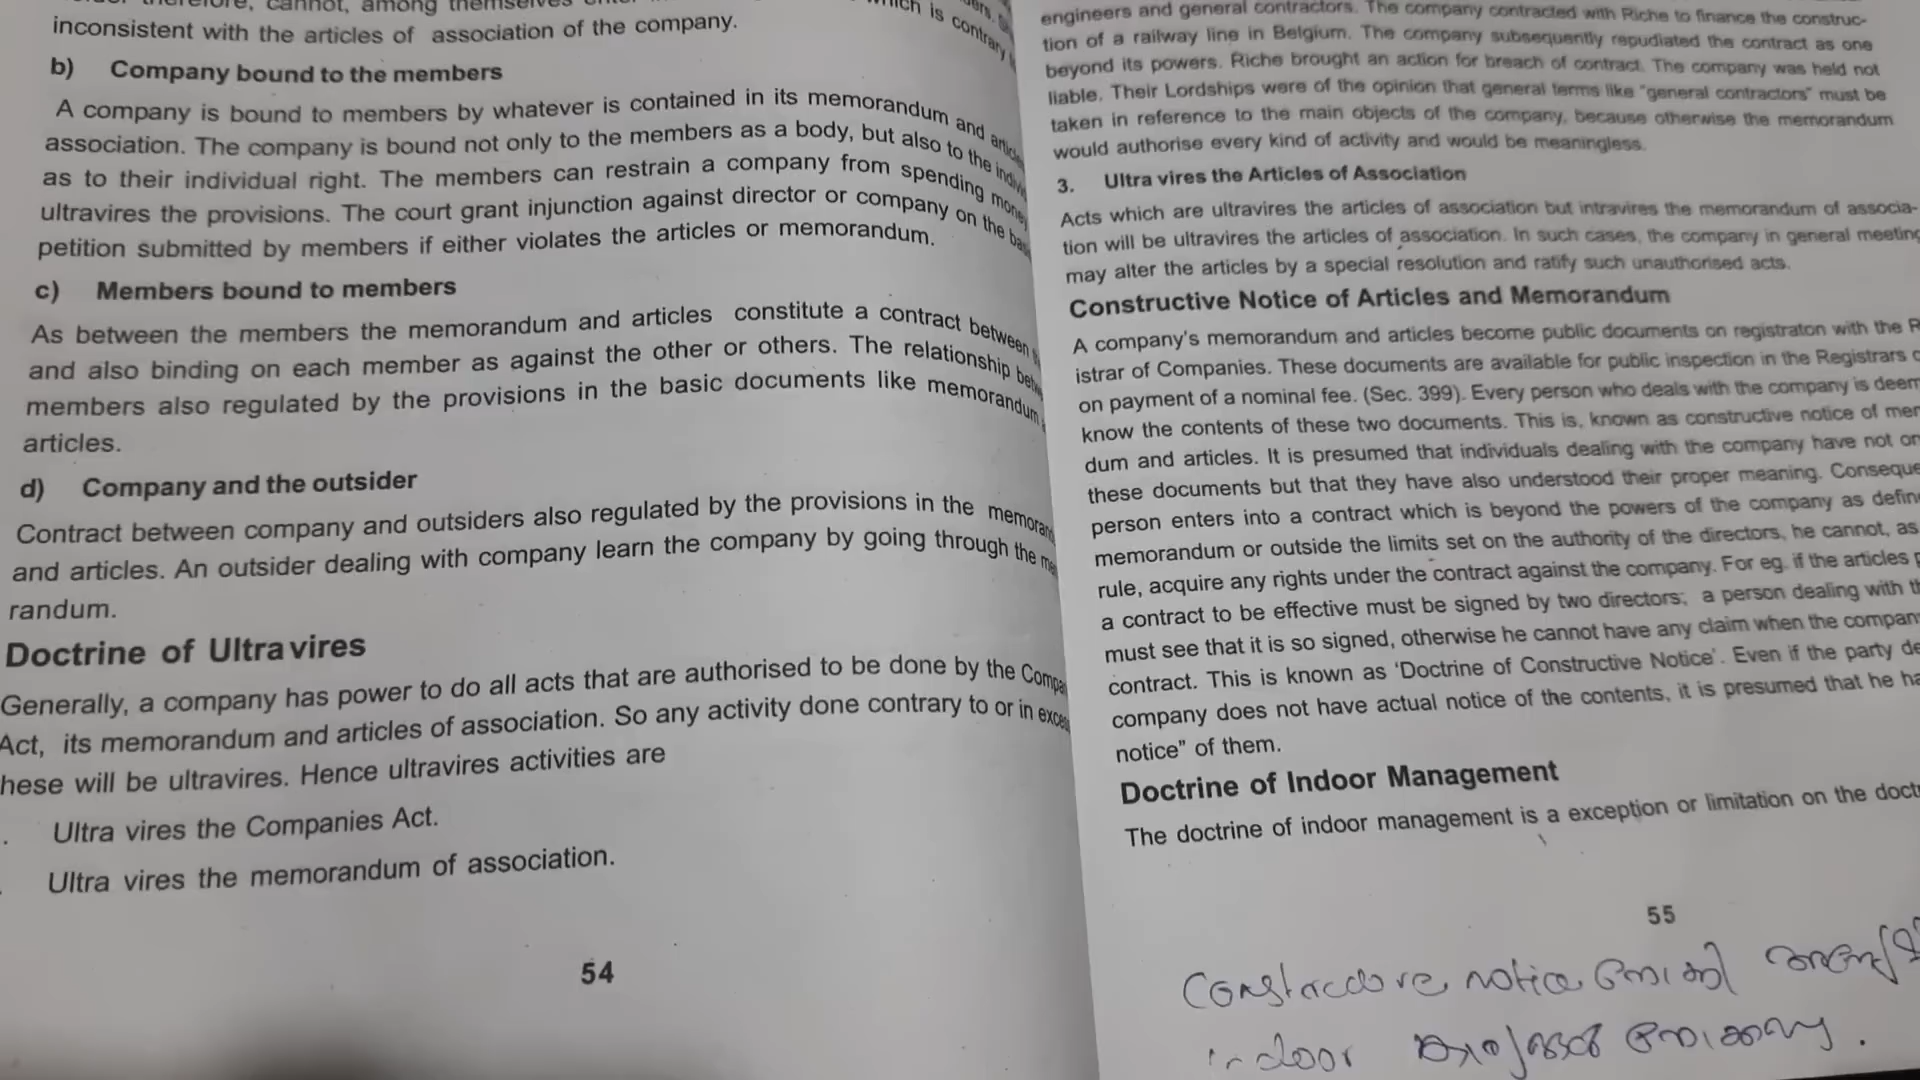 inconsistent with the articles of association of the company.
b) Company bound to the members
A company is bound to members by whatever is contained in its memorandum and
association. The company is bound not only to the members as a body, but also to the
as to their individual right. The members can restrain a company from spending money
ultravires the provisions. The court grant injunction against director or company on the
petition submitted by members if either violates the articles or memorandum.
c) Members bound to members
As between the members the memorandum and articles constitute a contract between
and also binding on each member as against the other or others. The relationship
members also regulated by the provisions in the basic documents like memorandum
articles.
d) Company and the outsider
Contract between company and outsiders also regulated by the provisions in the
and articles. An outsider dealing with company learn the company by going through the
randum.
Doctrine of Ultra vires
Generally, a company has power to do all acts that are authorised to be done by the
Act, its memorandum and articles of association. So any activity done contrary to or in
hese will be ultravires. Hence ultravires activities are
Ultra vires the Companies Act.
Ultra vires the memorandum of association.
54
engineers and general contractors. The company contracted with Riche to finance the construc-
tion of a railway line in Belgium. The company subsequently repudiated the contract as one
beyond its powers. Riche brought an action for breach of contract. The company was held not
liable. Their Lordships were of the opinion that general terms like "general contractors" must be
taken in reference to the main objects of the company, because otherwise the memorandum
would authorise every kind of activity and would be meaningless.
3. Ultra vires the Articles of Association
Acts which are ultravires the articles of association but intravires the memorandum of associa-
tion will be ultravires the articles of association. In such cases, the company in general meeting
may alter the articles by a special resolution and ratify such unauthorised acts.
Constructive Notice of Articles and Memorandum
A company's memorandum and articles become public documents on registraton with the
istrar of Companies. These documents are available for public inspection in the Registrars
on payment of a nominal fee. (Sec. 399). Every person who deals with the company is
know the contents of these two documents. This is, known as constructive notice of
dum and articles. It is presumed that individuals dealing with the company have not
these documents but that they have also understood their proper meaning.
person enters into a contract which is beyond the powers of the company as
memorandum or outside the limits set on the authority of the directors, he cannot, as
rule, acquire any rights under the contract against the company. For eg. if the articles
a contract to be effective must be signed by two directors; a person dealing with
must see that it is so signed, otherwise he cannot have any claim when the
contract. This is known as 'Doctrine of Constructive Notice'. Even if the party
company does not have actual notice of the contents, it is presumed that he
notice" of them.
Doctrine of Indoor Management
The doctrine of indoor management is a exception or limitation on the
55
notice
indoor